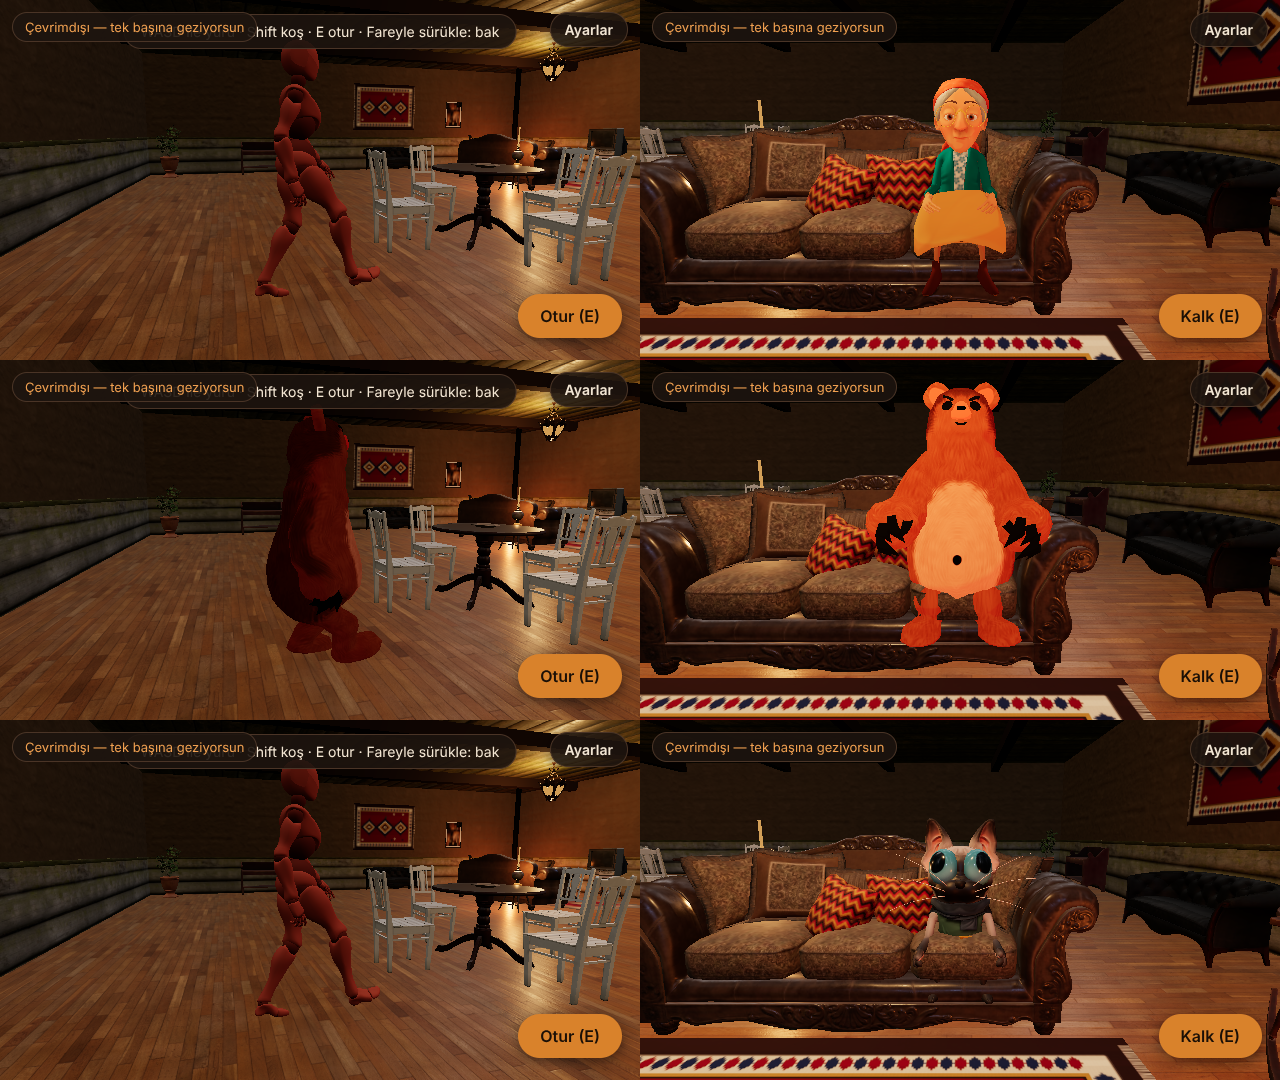 Çevrimdışı — tek başına geziyorsun
hift koş · E otur · Fareyle sürükle: bak
Ayarlar
Otur (E)
Çevrimdışı — tek başına geziyorsun
Ayarlar
Kalk (E)
Çevrimdışı — tek başına geziyorsun
hift koş · E otur · Fareyle sürükle: bak
Ayarlar
Otur (E)
Çevrimdışı — tek başına geziyorsun
Ayarlar
Kalk (E)
Çevrimdışı — tek başına geziyorsun
hift koş · E otur · Fareyle sürükle: bak
Ayarlar
Otur (E)
Çevrimdışı — tek başına geziyorsun
Ayarlar
Kalk (E)